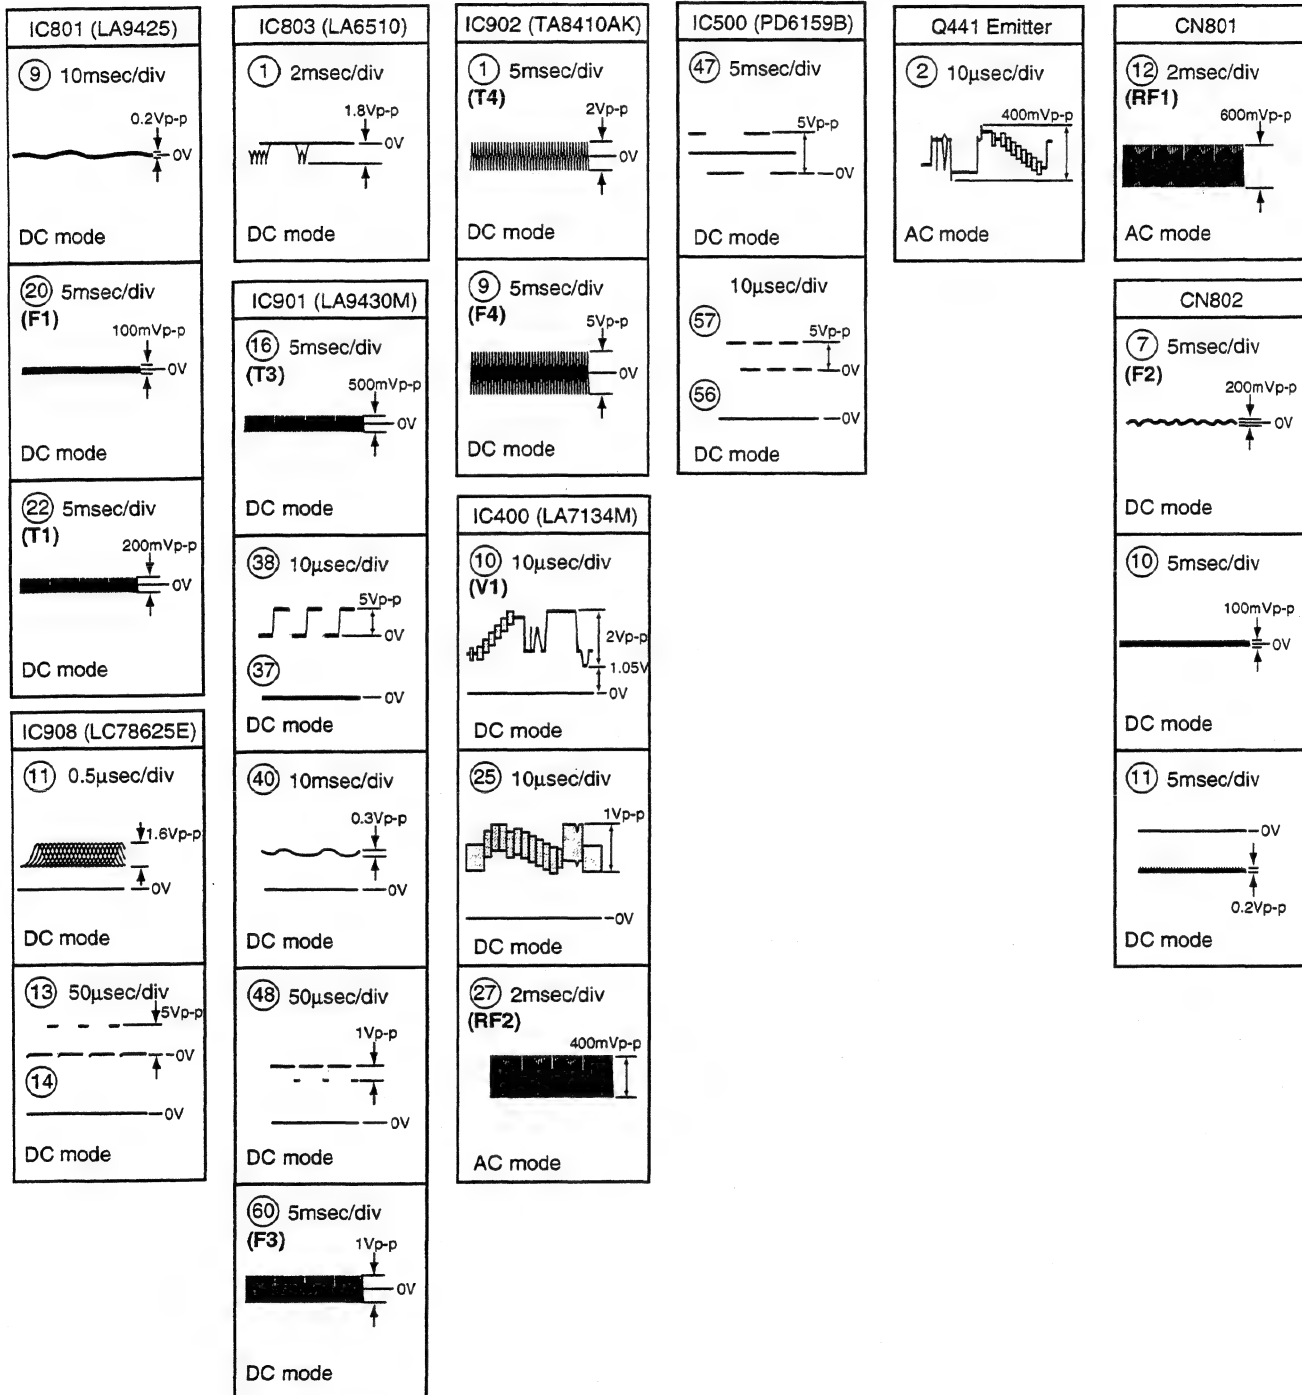 IC801 (LA9425)
9 10msec/div
0.2Vp-p
0V
DC mode
20 5msec/div
(F1)
100mVp-p
0V
DC mode
22 5msec/div
(T1)
200mVp-p
0V
DC mode
IC908 (LC78625E)
11 0.5µsec/div
1.6Vp-p
0V
DC mode
13 50µsec/div
5Vp-p
0V
14
0V
DC mode
IC803 (LA6510)
1 2msec/div
1.8Vp-p
0V
DC mode
IC901 (LA9430M)
16 5msec/div
(T3)
500mVp-p
0V
DC mode
38 10µsec/div
5Vp-p
0V
37
0V
DC mode
40 10msec/div
0.3Vp-p
0V
DC mode
48 50µsec/div
1Vp-p
0V
DC mode
60 5msec/div
(F3)
1Vp-p
0V
DC mode
IC902 (TA8410AK)
1 5msec/div
(T4)
2Vp-p
0V
DC mode
9 5msec/div
(F4)
5Vp-p
0V
DC mode
IC400 (LA7134M)
10 10µsec/div
(V1)
2Vp-p
1.05V
0V
DC mode
25 10µsec/div
1Vp-p
0V
DC mode
27 2msec/div
(RF2)
400mVp-p
AC mode
IC500 (PD6159B)
47 5msec/div
5Vp-p
0V
DC mode
10µsec/div
57
5Vp-p
0V
56
0V
DC mode
Q441 Emitter
2 10µsec/div
400mVp-p
AC mode
CN801
12 2msec/div
(RF1)
600mVp-p
AC mode
CN802
7 5msec/div
(F2)
200mVp-p
0V
DC mode
10 5msec/div
100mVp-p
0V
DC mode
11 5msec/div
0V
0.2Vp-p
DC mode